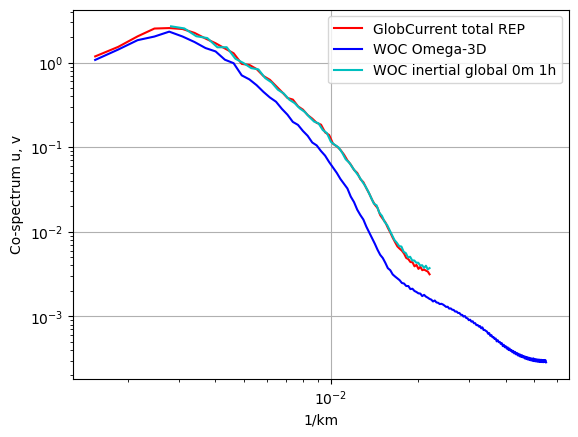 GlobCurrent total REP
WOC Omega-3D
WOC inertial global 0m 1h
Co-spectrum u, v
10⁰
10⁻¹
10⁻²
10⁻³
10⁻²
1/km